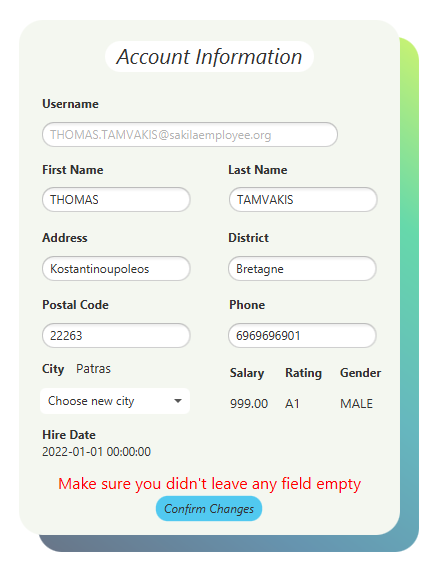 Account Information
Username
THOMAS.TAMVAKIS@sakilaemployee.org
First Name Last Name
THOMAS TAMVAKIS
Address District
Kostantinoupoleos Bretagne
Postal Code Phone
22263 6969696901
City Patras Salary Rating Gender
Choose new city 999.00 A1 MALE
Hire Date
2022-01-01 00:00:00
Make sure you didn't leave any field empty
Confirm Changes